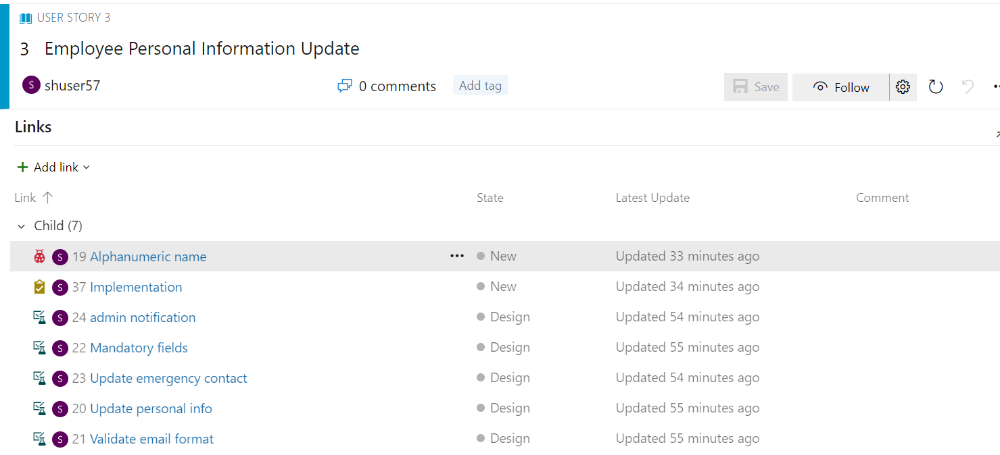 USER STORY 3
3 Employee Personal Information Update
S shuser57 0 comments Add tag Save Follow
Links
Add link
Link State Latest Update Comment
Child (7)
S 19 Alphanumeric name ••• New Updated 33 minutes ago
S 37 Implementation New Updated 34 minutes ago
S 24 admin notification Design Updated 54 minutes ago
S 22 Mandatory fields Design Updated 55 minutes ago
S 23 Update emergency contact Design Updated 54 minutes ago
S 20 Update personal info Design Updated 55 minutes ago
S 21 Validate email format Design Updated 55 minutes ago